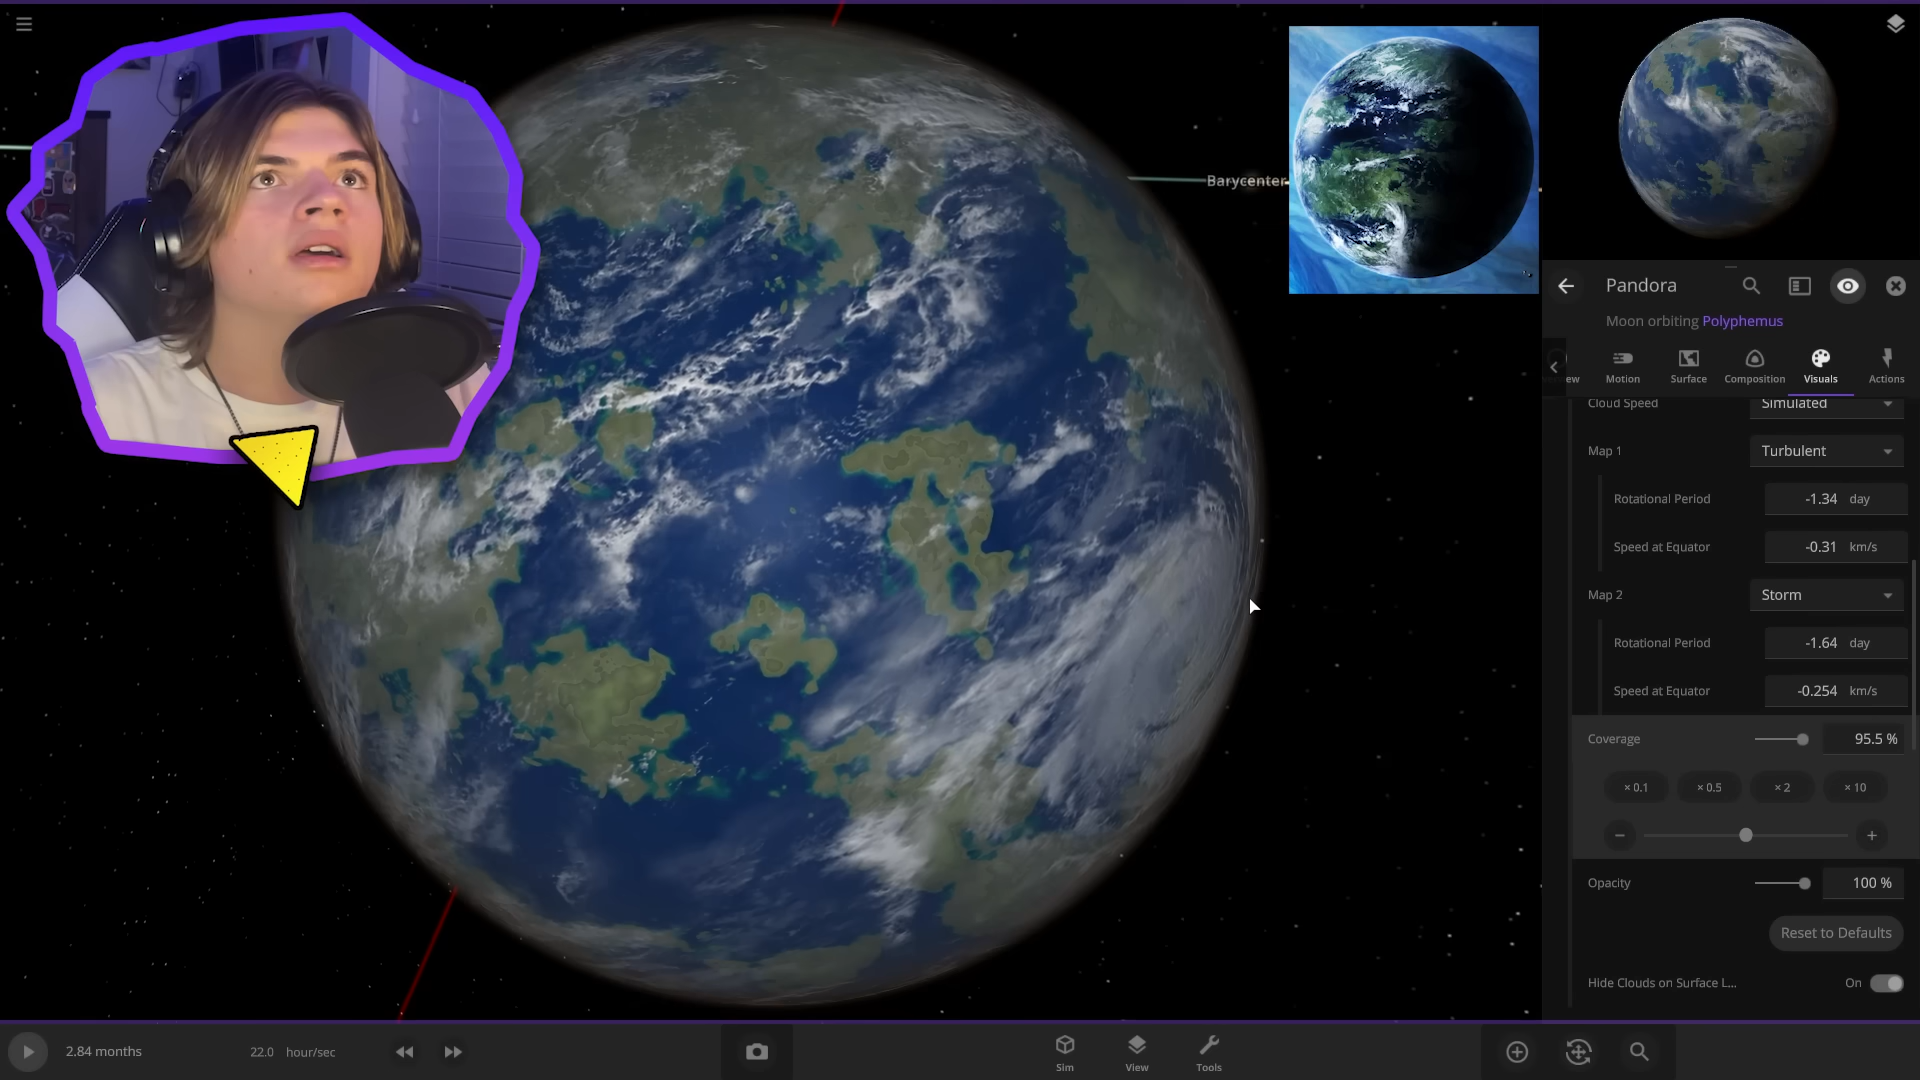 Barycenter
Pandora
Moon orbiting Polyphemus
Motion
Surface
Composition
Visuals
Actions
Cloud Speed
Simulated
Map 1
Turbulent
Rotational Period
-1.34 day
Speed at Equator
-0.31 km/s
Map 2
Storm
Rotational Period
-1.64 day
Speed at Equator
-0.254 km/s
Coverage
95.5 %
× 0.1
× 0.5
× 2
× 10
Opacity
100 %
Reset to Defaults
Hide Clouds on Surface L...
On
2.84 months
22.0 hour/sec
Sim
View
Tools